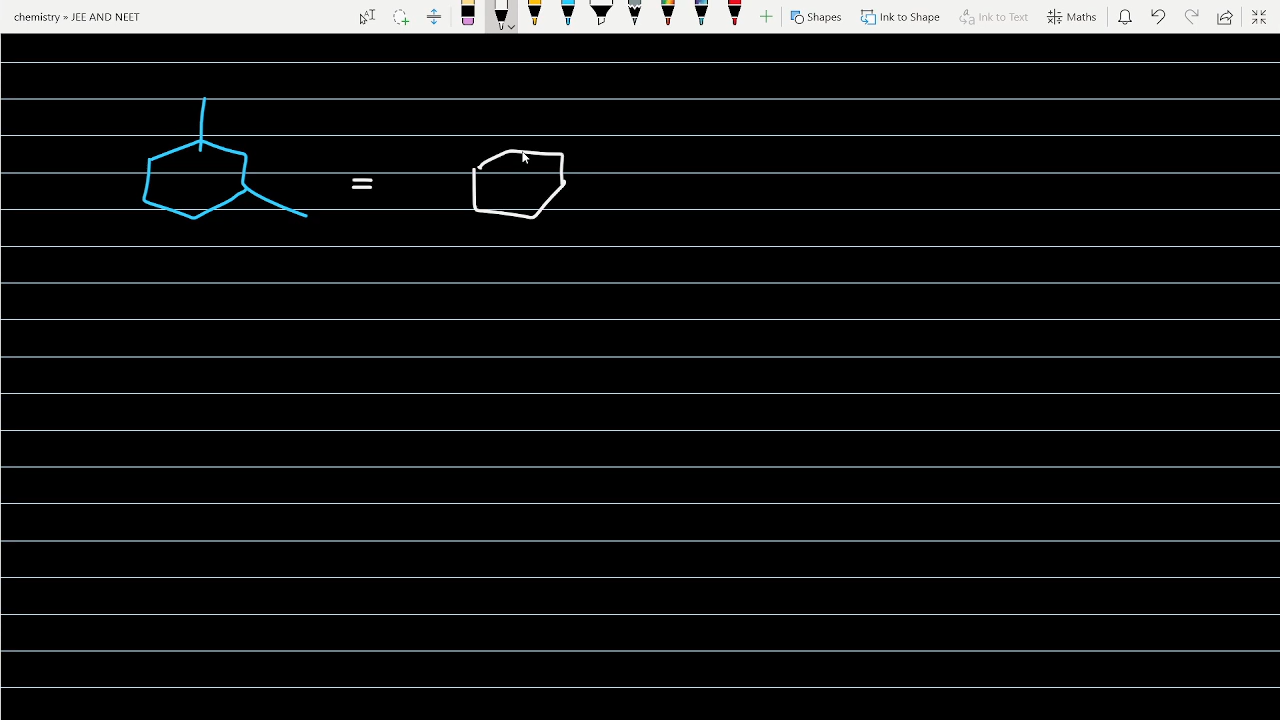 chemistry » JEE AND NEET
Shapes
Ink to Shape
Ink to Text
Maths
=